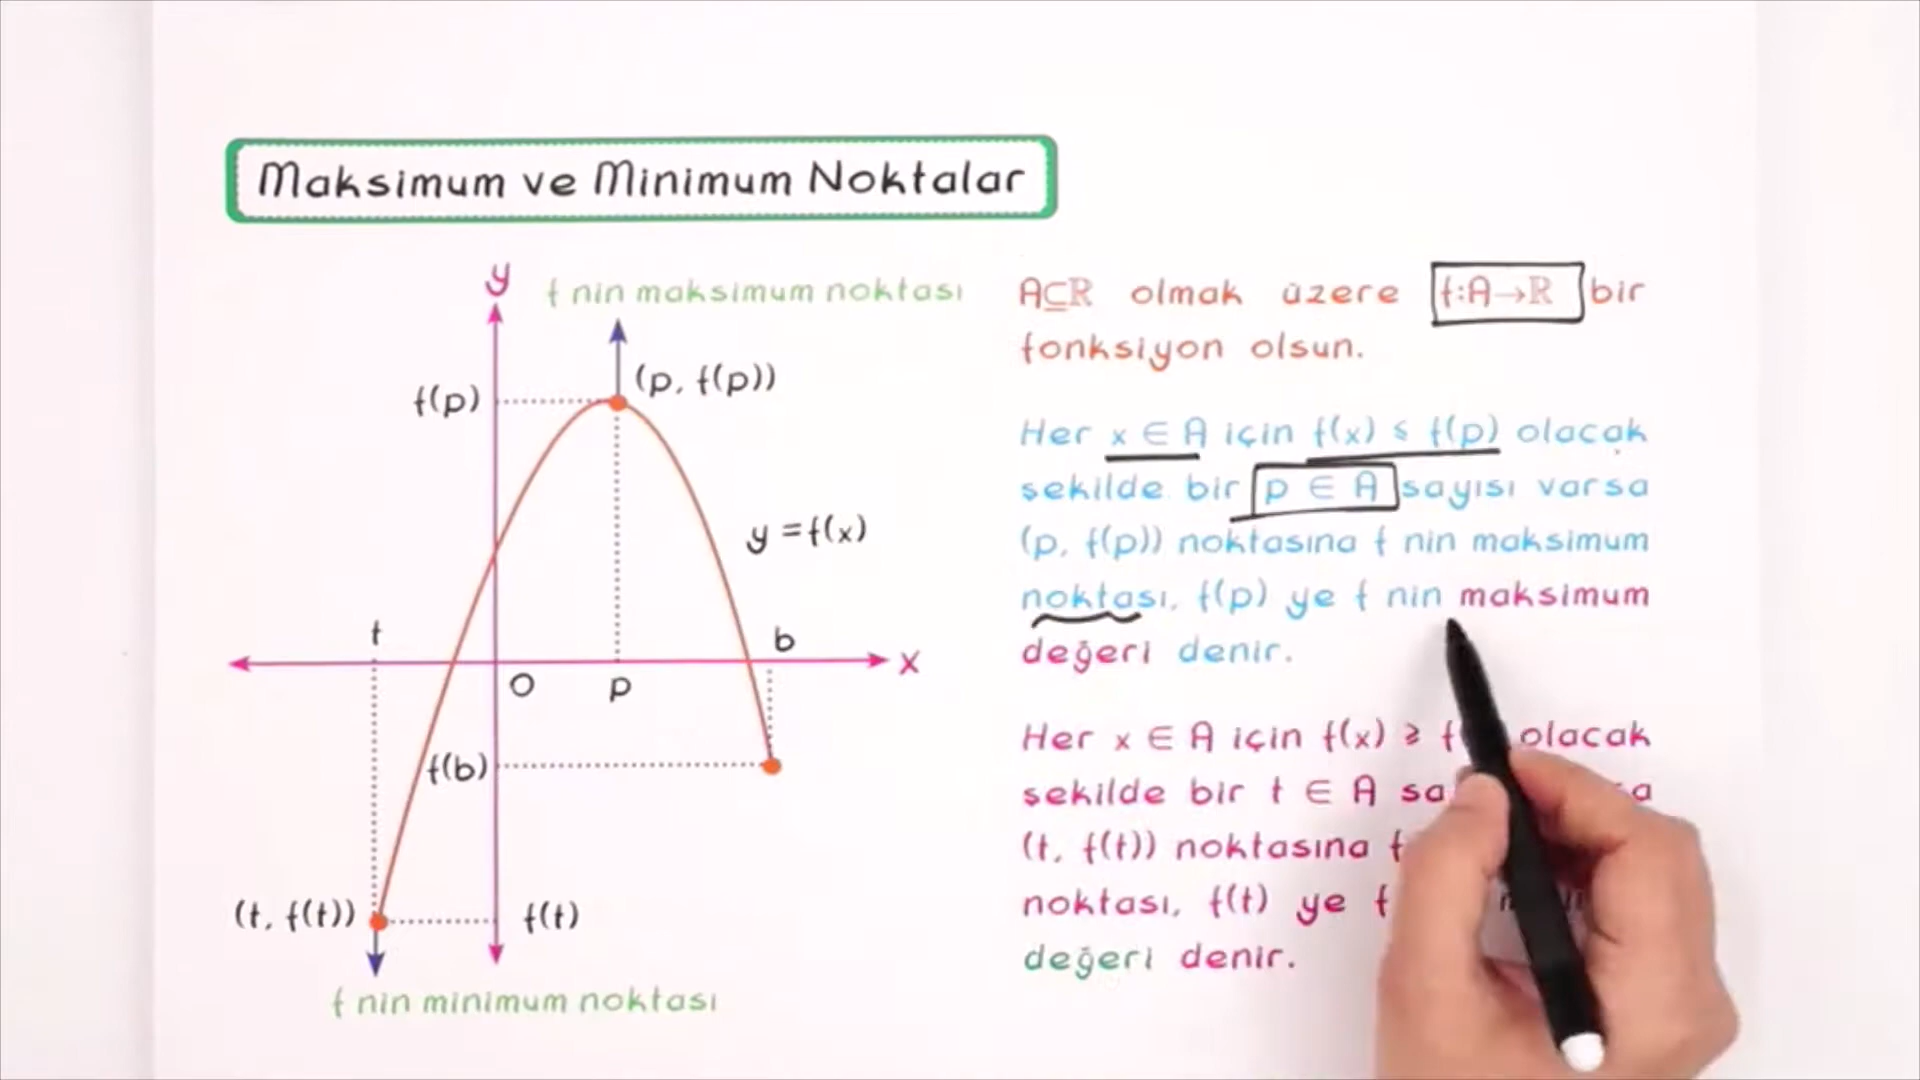 Maksimum ve Minimum Noktalar
y
f nin maksimum noktası
(p, f(p))
f(p)
y = f(x)
t
b
x
O
p
f(b)
(t, f(t))
f(t)
f nin minimum noktası
A⊆ℝ olmak üzere f:A→ℝ bir
fonksiyon olsun.
Her x ∈ A için f(x) ≤ f(p) olacak
şekilde bir p ∈ A sayısı varsa
(p, f(p)) noktasına f nin maksimum
noktası, f(p) ye f nin maksimum
değeri denir.
Her x ∈ A için f(x) ≥ olacak
şekilde bir t ∈ A
(t, f(t)) noktasına f
noktası, f(t) ye f
değeri denir.